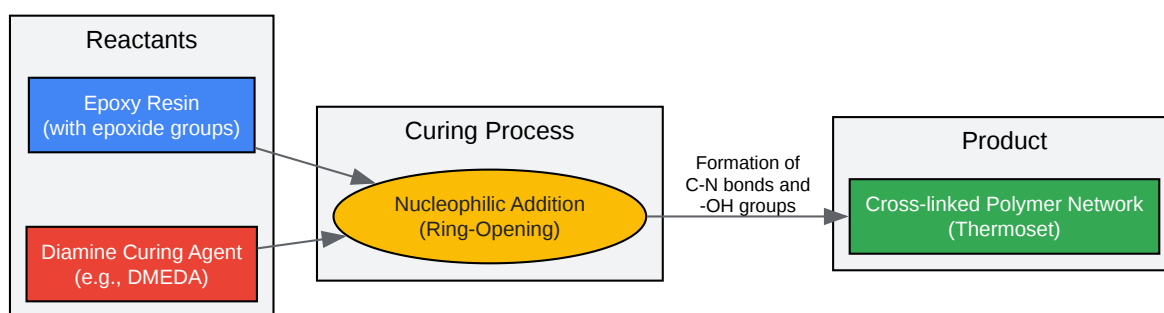 Reactants
Epoxy Resin
(with epoxide groups)
Diamine Curing Agent
(e.g., DMEDA)
Curing Process
Nucleophilic Addition
(Ring-Opening)
Formation of
C-N bonds and
-OH groups
Product
Cross-linked Polymer Network
(Thermoset)